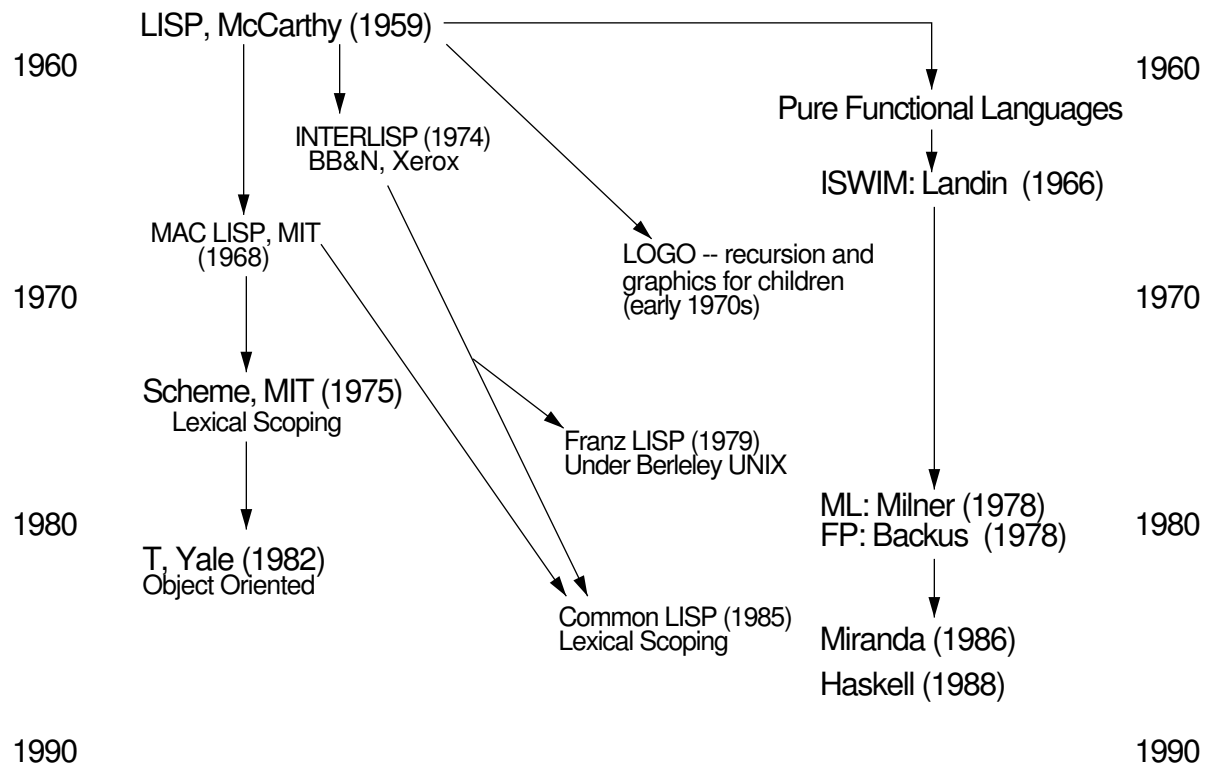 LISP, McCarthy (1959)
1960
1960
Pure Functional Languages
INTERLISP (1974)
BB&N, Xerox
ISWIM: Landin (1966)
MAC LISP, MIT
(1968)
LOGO -- recursion and
graphics for children
(early 1970s)
1970
1970
Scheme, MIT (1975)
Lexical Scoping
Franz LISP (1979)
Under Berleley UNIX
ML: Milner (1978)
FP: Backus (1978)
1980
1980
T, Yale (1982)
Object Oriented
Common LISP (1985)
Lexical Scoping
Miranda (1986)
Haskell (1988)
1990
1990